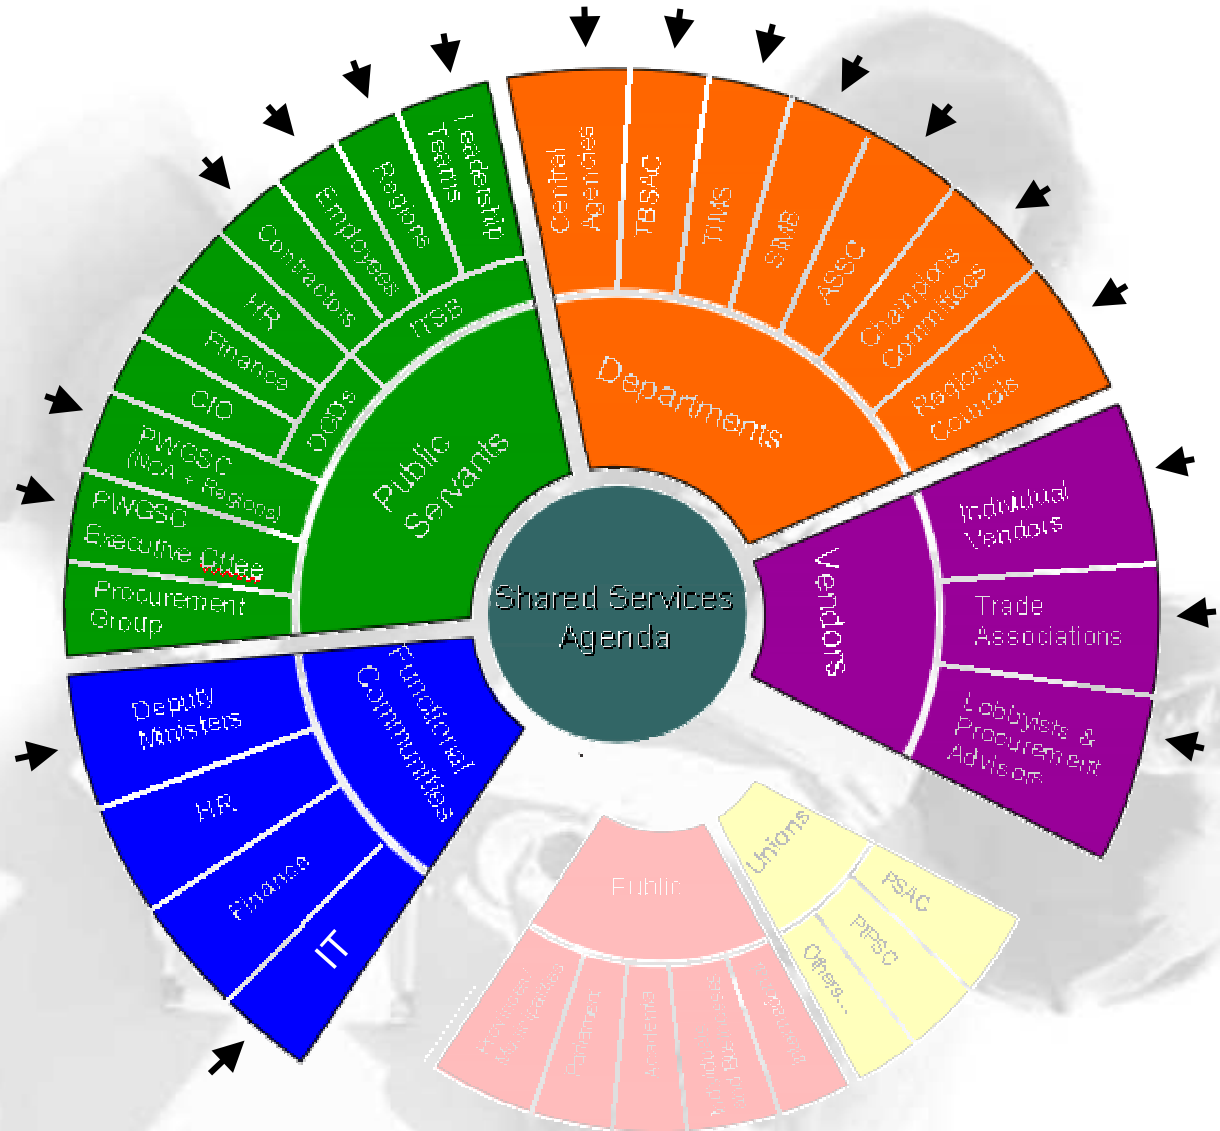 Shared Services
Agenda
Public
Servants
Leadership
Teams
Regions
Employees
Contractors
ITSB
HR
Finance
CIO
DCDs
PWGSC
(NCA + Regions)
PWGSC
Executive Cttee
Procurement
Group
Departments
Central
Agencies
TBSAC
TIMS
SIMB
ASSC
Champions
Committees
Regional
Councils
Vendors
Individual
Vendors
Trade
Associations
Lobbyists &
Procurement
Advisors
Functional
Communities
Deputy
Ministers
HR
Finance
IT
Public
Parliament
Academia
Unions
PSAC
PIPSC
Others...